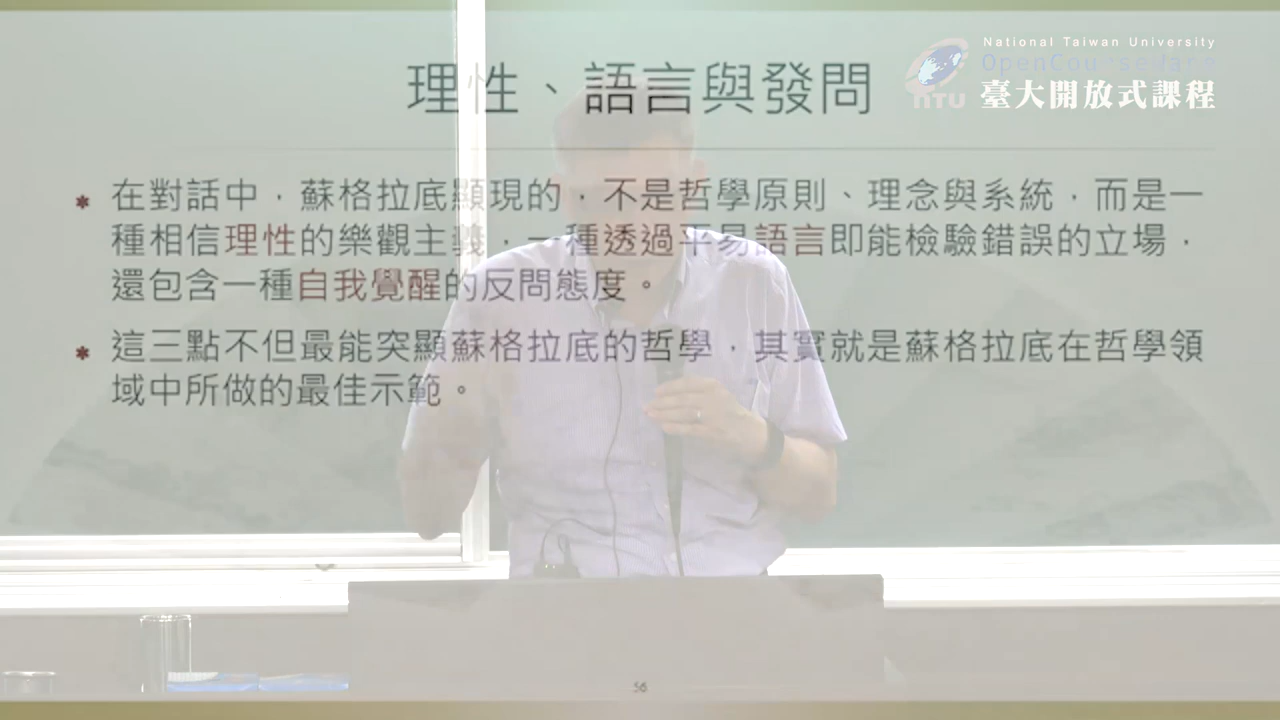 National Taiwan University
OpenCourseWare
NTU 臺大開放式課程
理性、語言與發問
* 在對話中，蘇格拉底顯現的，不是哲學原則、理念與系統，而是一
種相信理性的樂觀主義，一種透過平易語言即能檢驗錯誤的立場，
還包含一種自我覺醒的反問態度。
* 這三點不但最能突顯蘇格拉底的哲學，其實就是蘇格拉底在哲學領
域中所做的最佳示範。
56